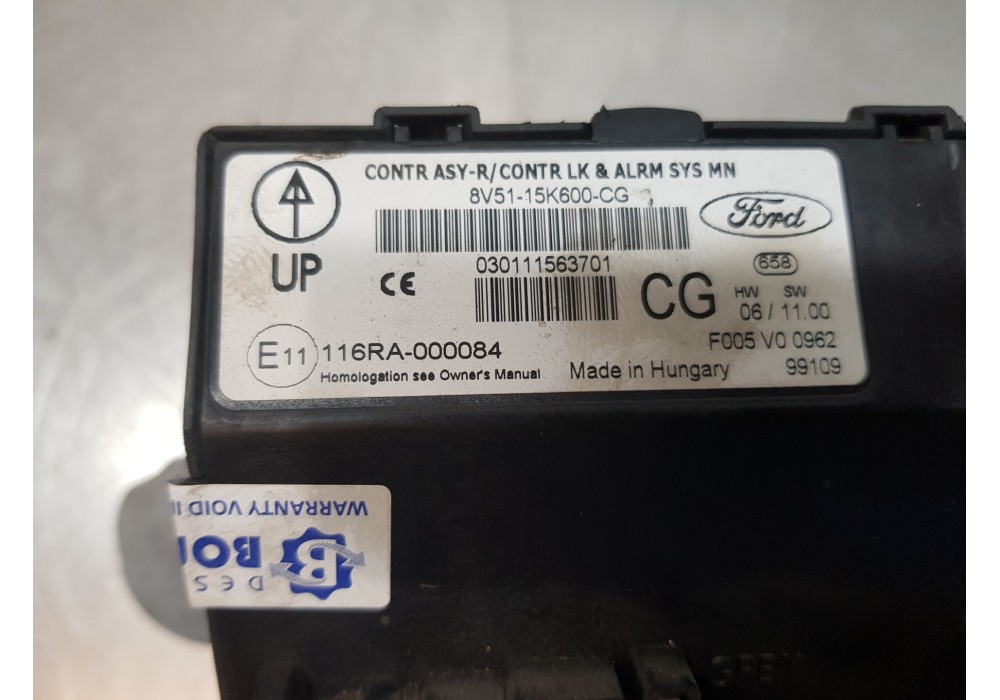 CONTR ASY-R/CONTR LK & ALRM SYS MN
8V51-15K600-CG
Ford
UP
CE
030111563701
CG
658
HW SW
06 / 11.00
F005 V0 0962
99109
E11 116RA-000084
Homologation see Owner's Manual
Made in Hungary
WARRANTY VOID
B
DES